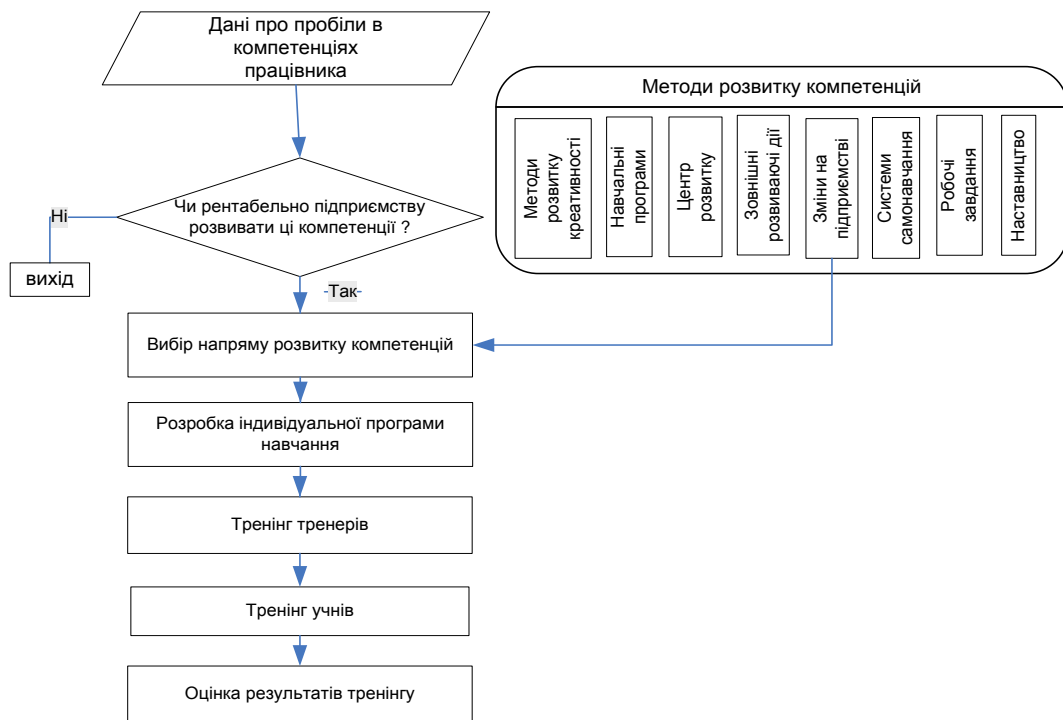 Дані про пробіли в
компетенціях
працівника
Методи розвитку компетенцій
Методи
розвитку
креативності
Навчальні
програми
Центр
розвитку
Зовнішні
розвиваючі дії
Зміни на
підприємстві
Системи
самонавчання
Робочі
завдання
Наставництво
Чи рентабельно підприємству
розвивати ці компетенції ?
Ні
вихід
Так
Вибір напряму розвитку компетенцій
Розробка індивідуальної програми
навчання
Тренінг тренерів
Тренінг учнів
Оцінка результатів тренінгу